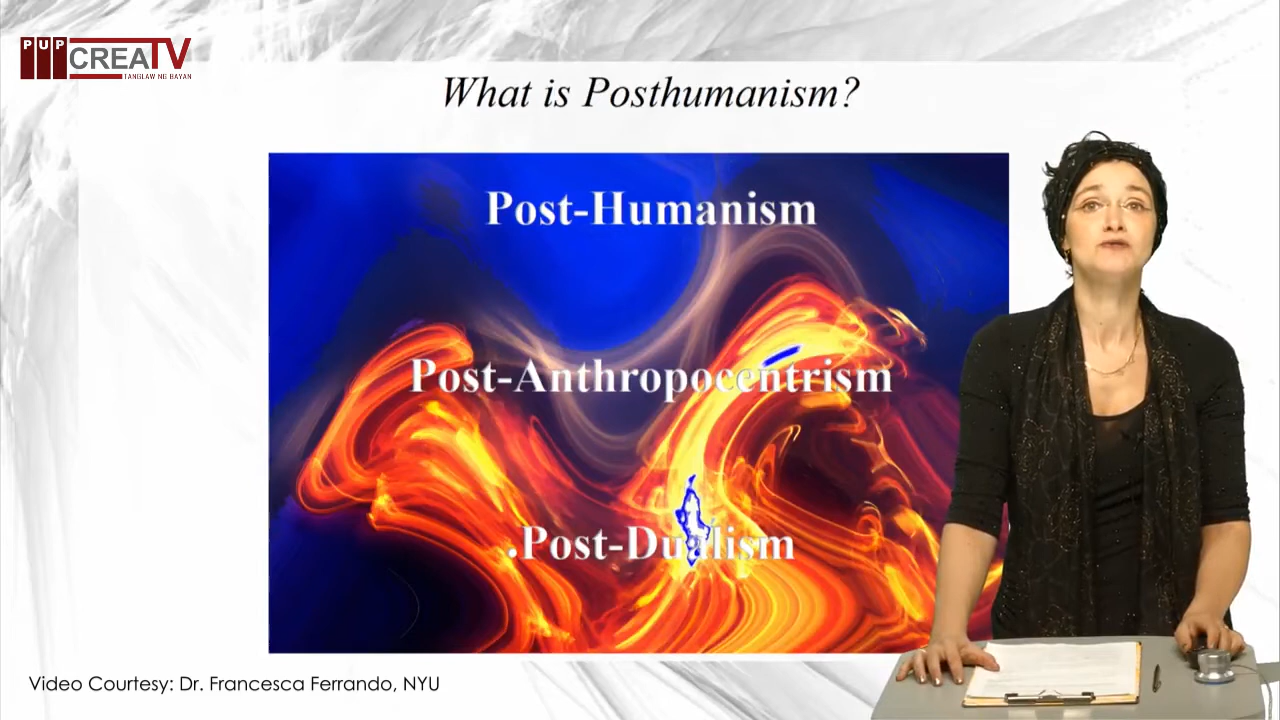 PUP
CREATV
TANGLAW NG BAYAN
What is Posthumanism?
Post-Humanism
Post-Anthropocentrism
.Post-Dualism
Video Courtesy: Dr. Francesca Ferrando, NYU